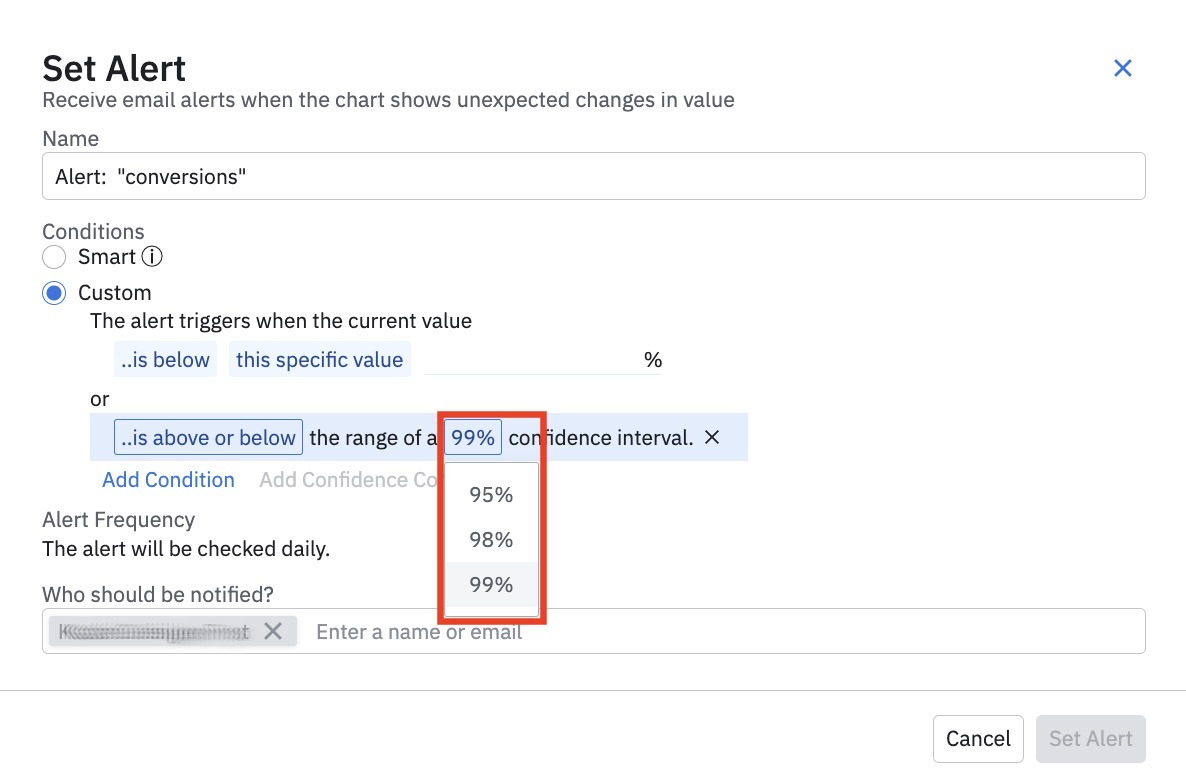 Set Alert
Receive email alerts when the chart shows unexpected changes in value
Name
Alert: "conversions"
Conditions
Smart
Custom
The alert triggers when the current value
..is below this specific value %
or
..is above or below the range of a 99% confidence interval.
95%
98%
99%
Add Condition Add Confidence Co
Alert Frequency
The alert will be checked daily.
Who should be notified?
Enter a name or email
Cancel Set Alert